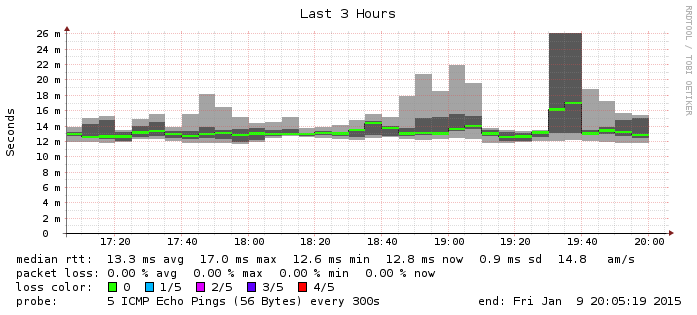 Last 3 Hours
RRDTOOL / TOBI OETIKER
Seconds
26 m
24 m
22 m
20 m
18 m
16 m
14 m
12 m
10 m
8 m
6 m
4 m
2 m
0
17:20 17:40 18:00 18:20 18:40 19:00 19:20 19:40 20:00
median rtt: 13.3 ms avg 17.0 ms max 12.6 ms min 12.8 ms now 0.9 ms sd 14.8 am/s
packet loss: 0.00 % avg 0.00 % max 0.00 % min 0.00 % now
loss color: 0 1/5 2/5 3/5 4/5
probe: 5 ICMP Echo Pings (56 Bytes) every 300s end: Fri Jan 9 20:05:19 2015